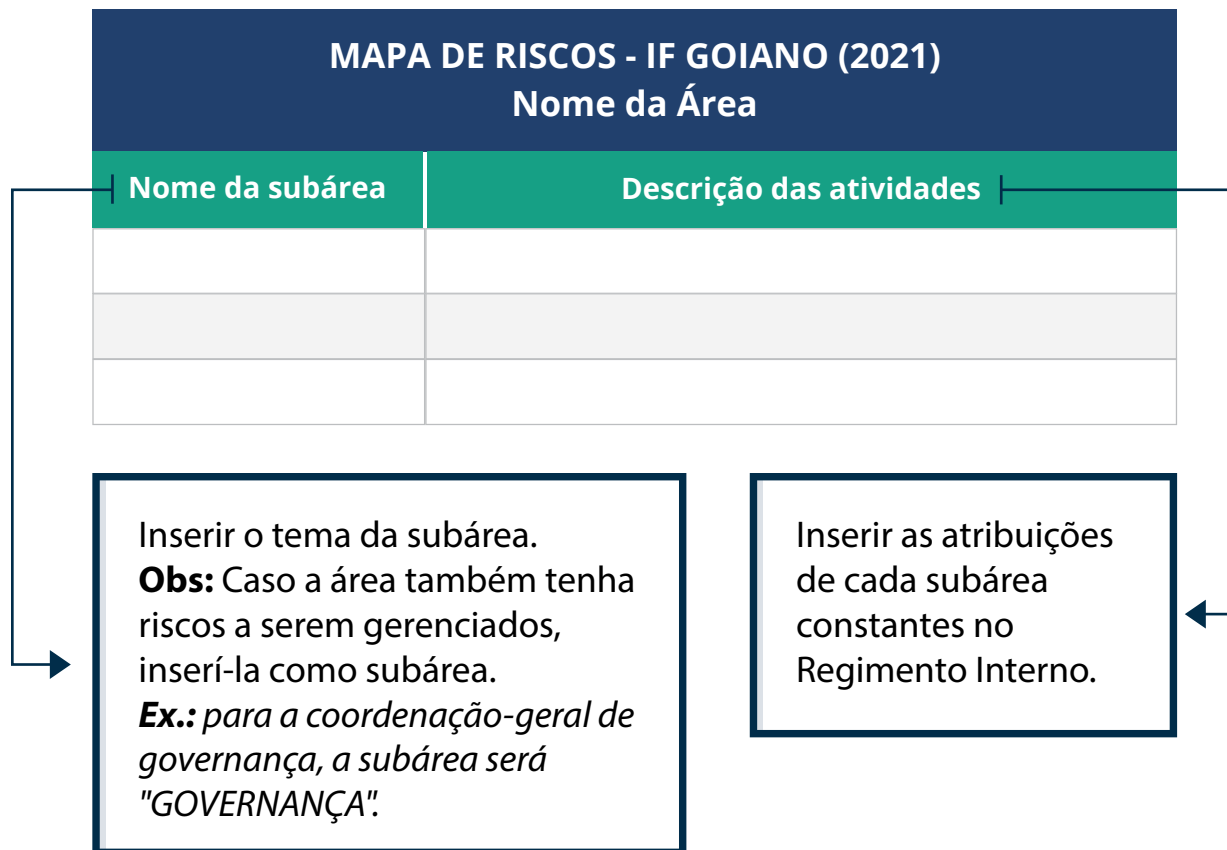 MAPA DE RISCOS - IF GOIANO (2021)
Nome da Área
Nome da subárea
Descrição das atividades
Inserir o tema da subárea.
Obs: Caso a área também tenha
riscos a serem gerenciados,
inserí-la como subárea.
Ex.: para a coordenação-geral de
governança, a subárea será
"GOVERNANÇA".
Inserir as atribuições
de cada subárea
constantes no
Regimento Interno.